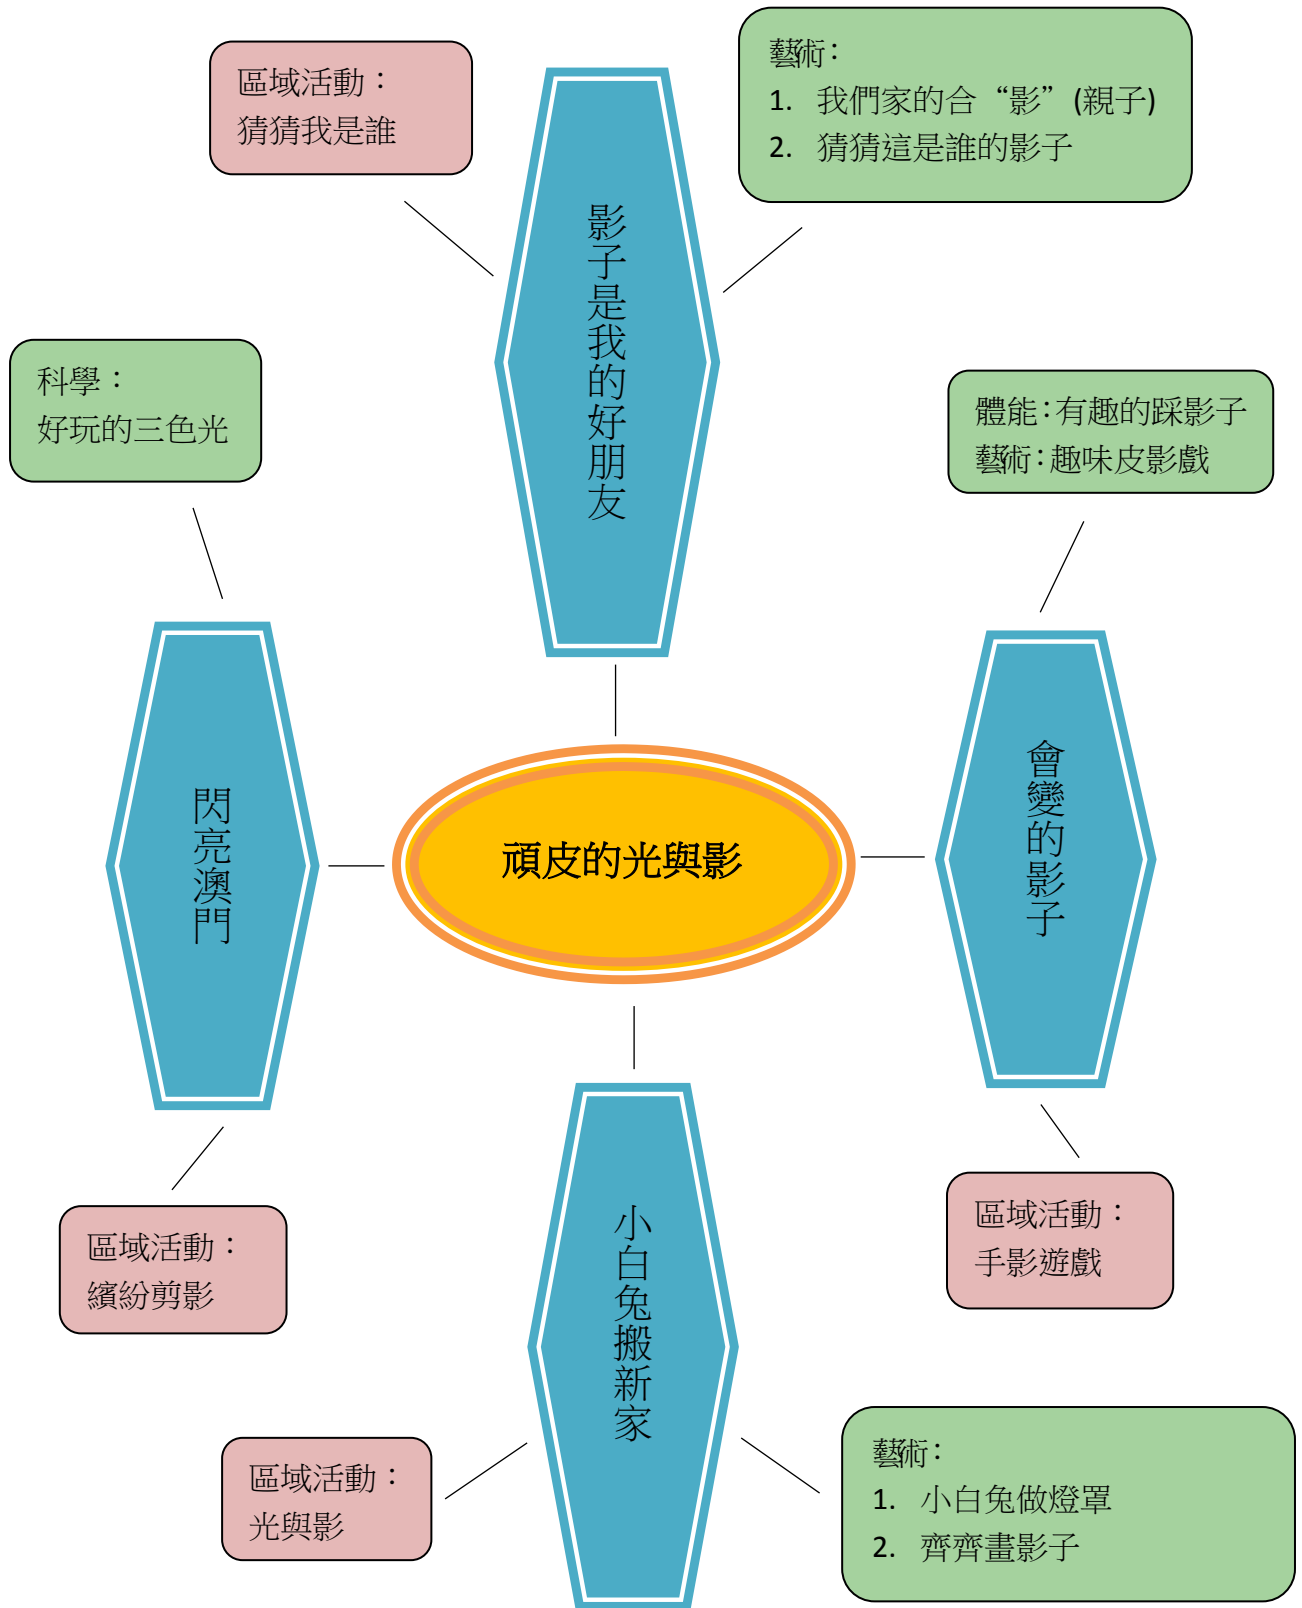 區域活動：
猜猜我是誰
藝術：
1. 我們家的合“影”(親子)
2. 猜猜這是誰的影子
影子是我的好朋友
科學：
好玩的三色光
體能：有趣的踩影子
藝術：趣味皮影戲
閃亮澳門
頑皮的光與影
會變的影子
區域活動：
繽紛剪影
區域活動：
手影遊戲
小白兔搬新家
區域活動：
光與影
藝術：
1. 小白兔做燈罩
2. 齊齊畫影子